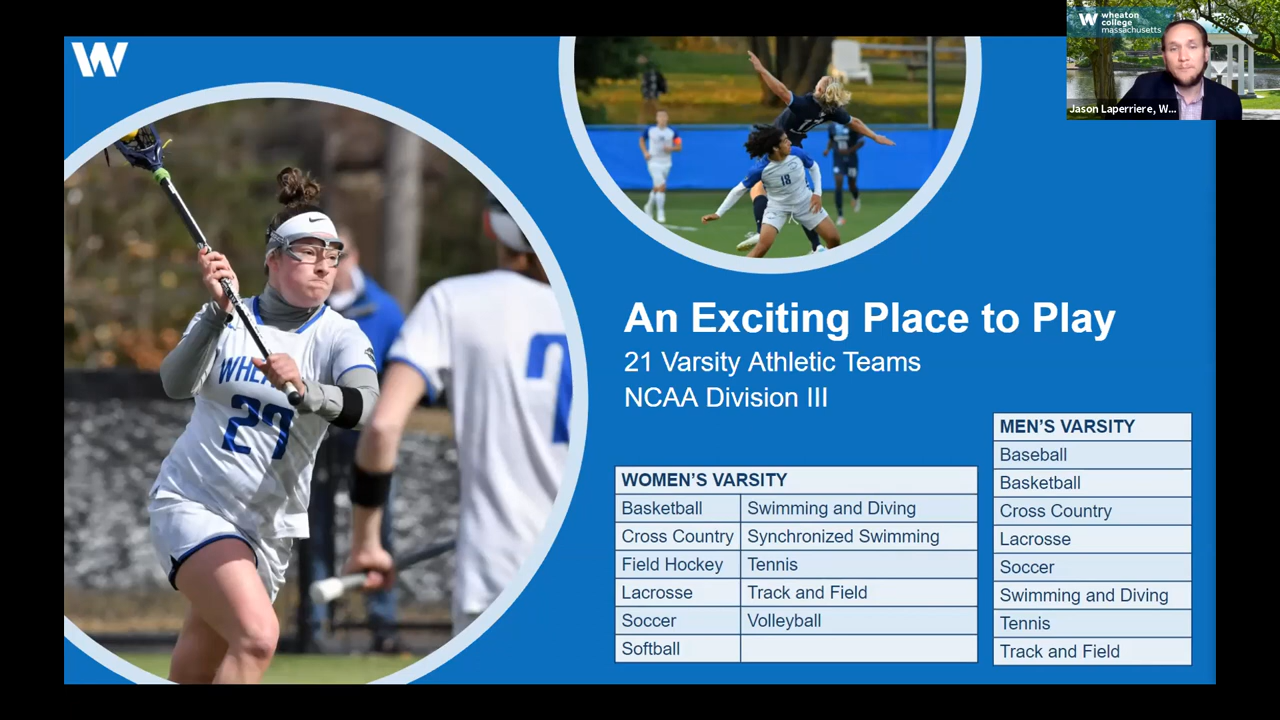 W
W wheaton
college
massachusetts
Jason Laperriere, W...
18
WHEA
27
2
An Exciting Place to Play
21 Varsity Athletic Teams
NCAA Division III
WOMEN'S VARSITY
Basketball Swimming and Diving
Cross Country Synchronized Swimming
Field Hockey Tennis
Lacrosse Track and Field
Soccer Volleyball
Softball
MEN'S VARSITY
Baseball
Basketball
Cross Country
Lacrosse
Soccer
Swimming and Diving
Tennis
Track and Field